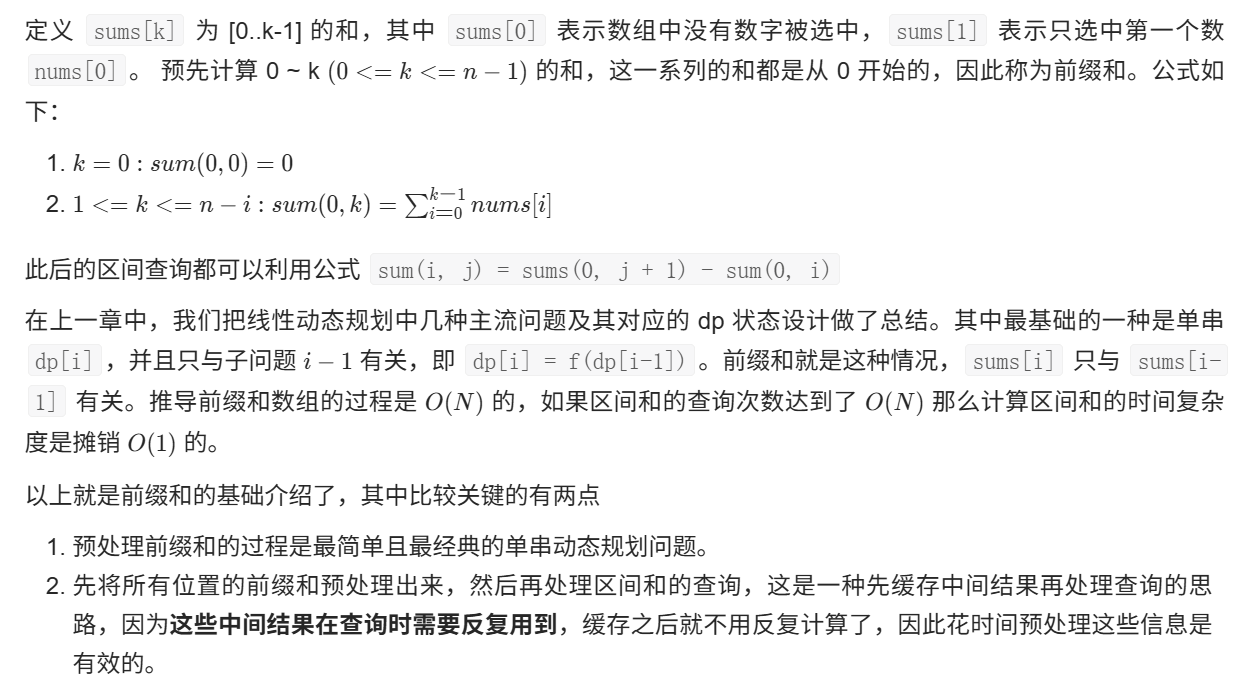 定义 sums[k] 为 [0..k-1] 的和，其中 sums[0] 表示数组中没有数字被选中， sums[1] 表示只选中第一个数
nums[0] 。 预先计算 0 ~ k (0 <= k <= n − 1) 的和，这一系列的和都是从 0 开始的，因此称为前缀和。公式如
下：
1. k = 0 : sum(0, 0) = 0
2. 1 <= k <= n − i : sum(0, k) = ∑_{i=0}^{k−1} nums[i]
此后的区间查询都可以利用公式 sum(i, j) = sums(0, j + 1) - sum(0, i)
在上一章中，我们把线性动态规划中几种主流问题及其对应的 dp 状态设计做了总结。其中最基础的一种是单串
dp[i] ，并且只与子问题 i − 1 有关，即 dp[i] = f(dp[i-1]) 。前缀和就是这种情况， sums[i] 只与 sums[i-
1] 有关。推导前缀和数组的过程是 O(N) 的，如果区间和的查询次数达到了 O(N) 那么计算区间和的时间复杂
度是摊销 O(1) 的。
以上就是前缀和的基础介绍了，其中比较关键的有两点
1. 预处理前缀和的过程是最简单且最经典的单串动态规划问题。
2. 先将所有位置的前缀和预处理出来，然后再处理区间和的查询，这是一种先缓存中间结果再处理查询的思
路，因为这些中间结果在查询时需要反复用到，缓存之后就不用反复计算了，因此花时间预处理这些信息是
有效的。